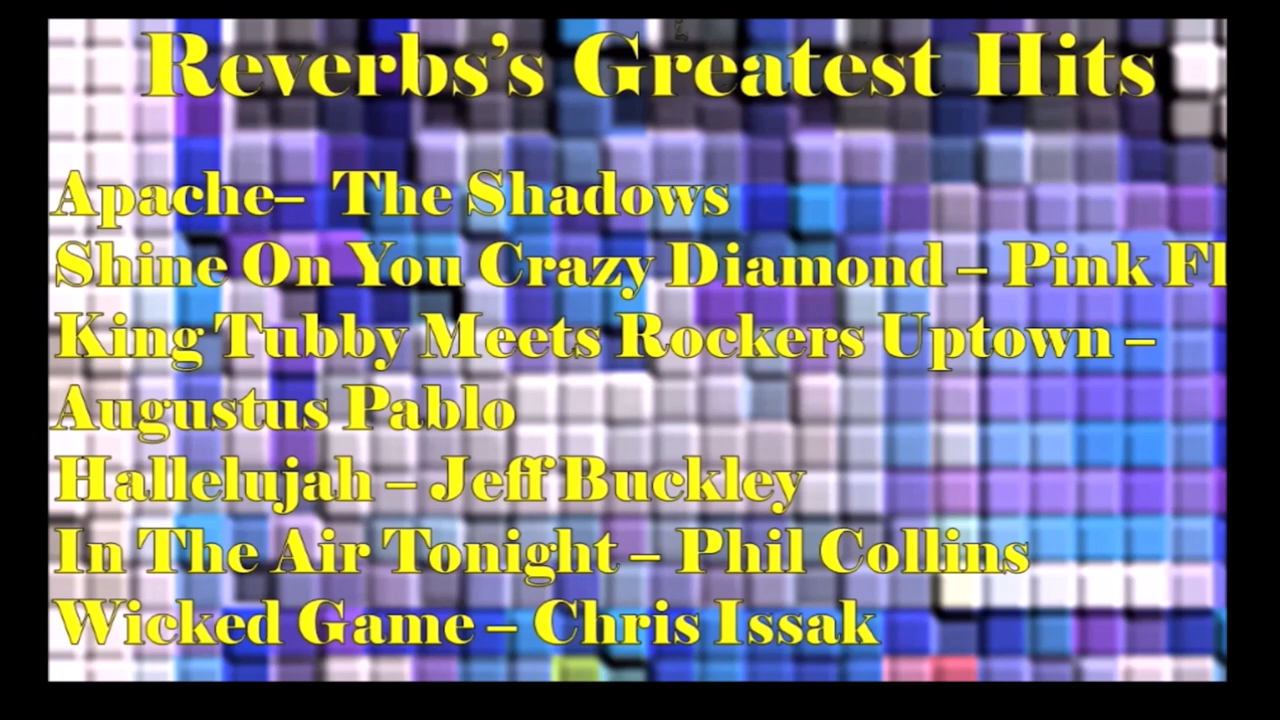 Reverbs’s Greatest Hits
Apache–  The Shadows
Shine On You Crazy Diamond – Pink Fl
King Tubby Meets Rockers Uptown –
Augustus Pablo
Hallelujah – Jeff Buckley
In The Air Tonight – Phil Collins
Wicked Game – Chris Issak